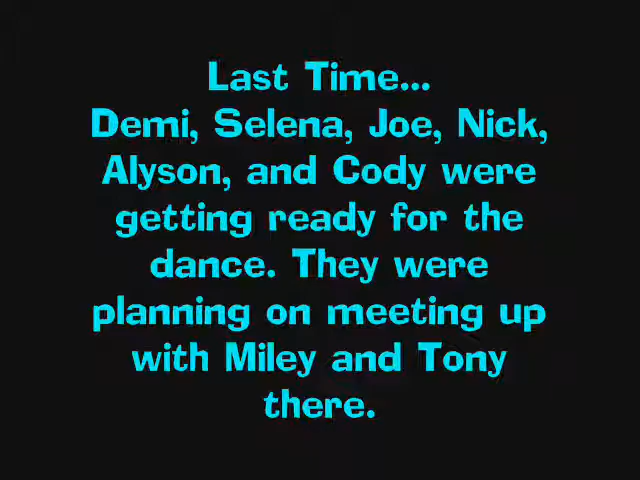 Last Time...
Demi, Selena, Joe, Nick,
Alyson, and Cody were
getting ready for the
dance. They were
planning on meeting up
with Miley and Tony
there.